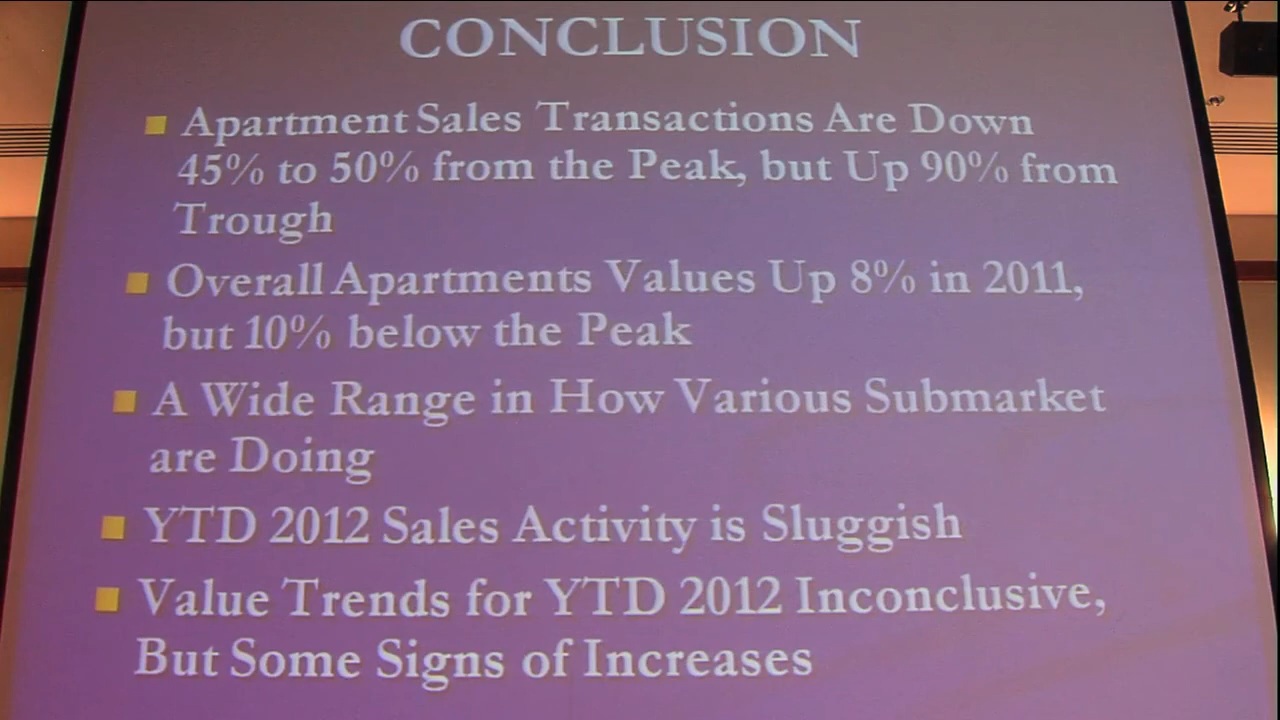 CONCLUSION
Apartment Sales Transactions Are Down
45% to 50% from the Peak, but Up 90% from
Trough
Overall Apartments Values Up 8% in 2011,
but 10% below the Peak
A Wide Range in How Various Submarket
are Doing
YTD 2012 Sales Activity is Sluggish
Value Trends for YTD 2012 Inconclusive,
But Some Signs of Increases